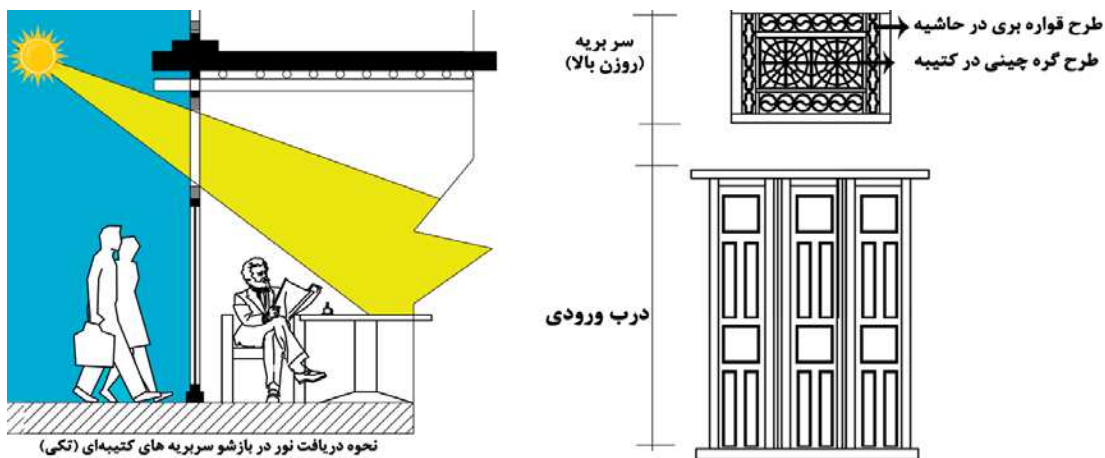 طرح قواره بری در حاشیه
طرح گره چینی در کتیبه
سر بریه
(روزن بالا)
درب ورودی
نحوه دریافت نور در بازشو سربریه های کتیبه‌ای (تکی)